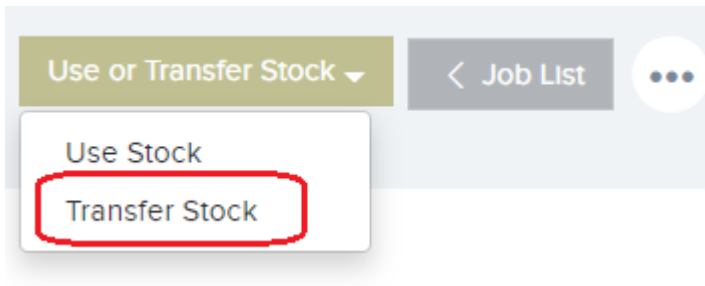 Use or Transfer Stock
Job List
Use Stock
Transfer Stock